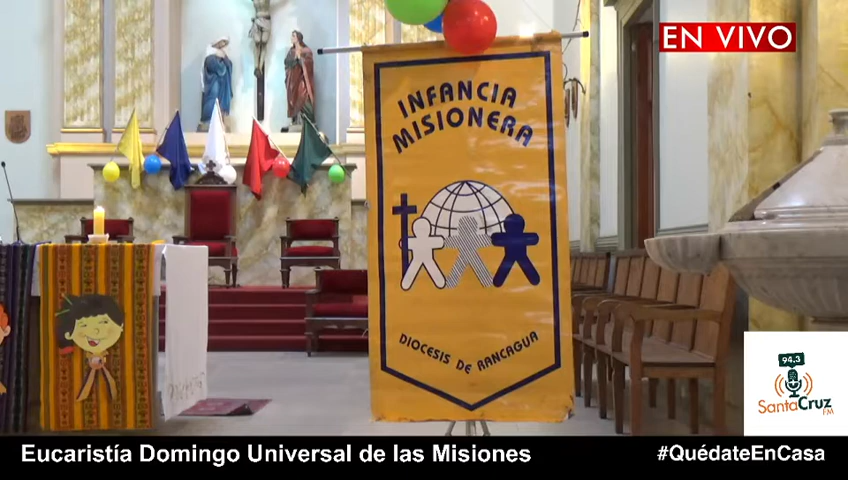 EN VIVO
INFANCIA
MISIONERA
DIOCESIS DE RANCAGUA
94.3
SantaCruz FM
Eucaristía Domingo Universal de las Misiones
#QuédateEnCasa